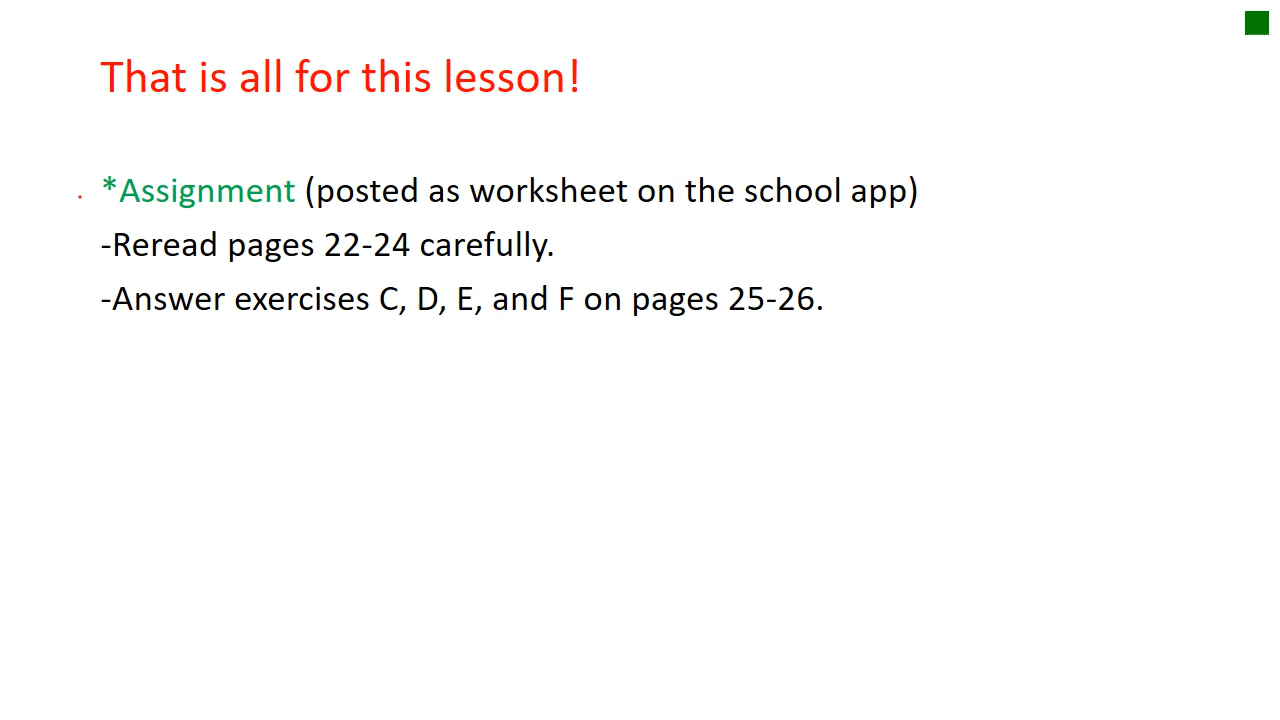 That is all for this lesson!
*Assignment (posted as worksheet on the school app)
-Reread pages 22-24 carefully.
-Answer exercises C, D, E, and F on pages 25-26.